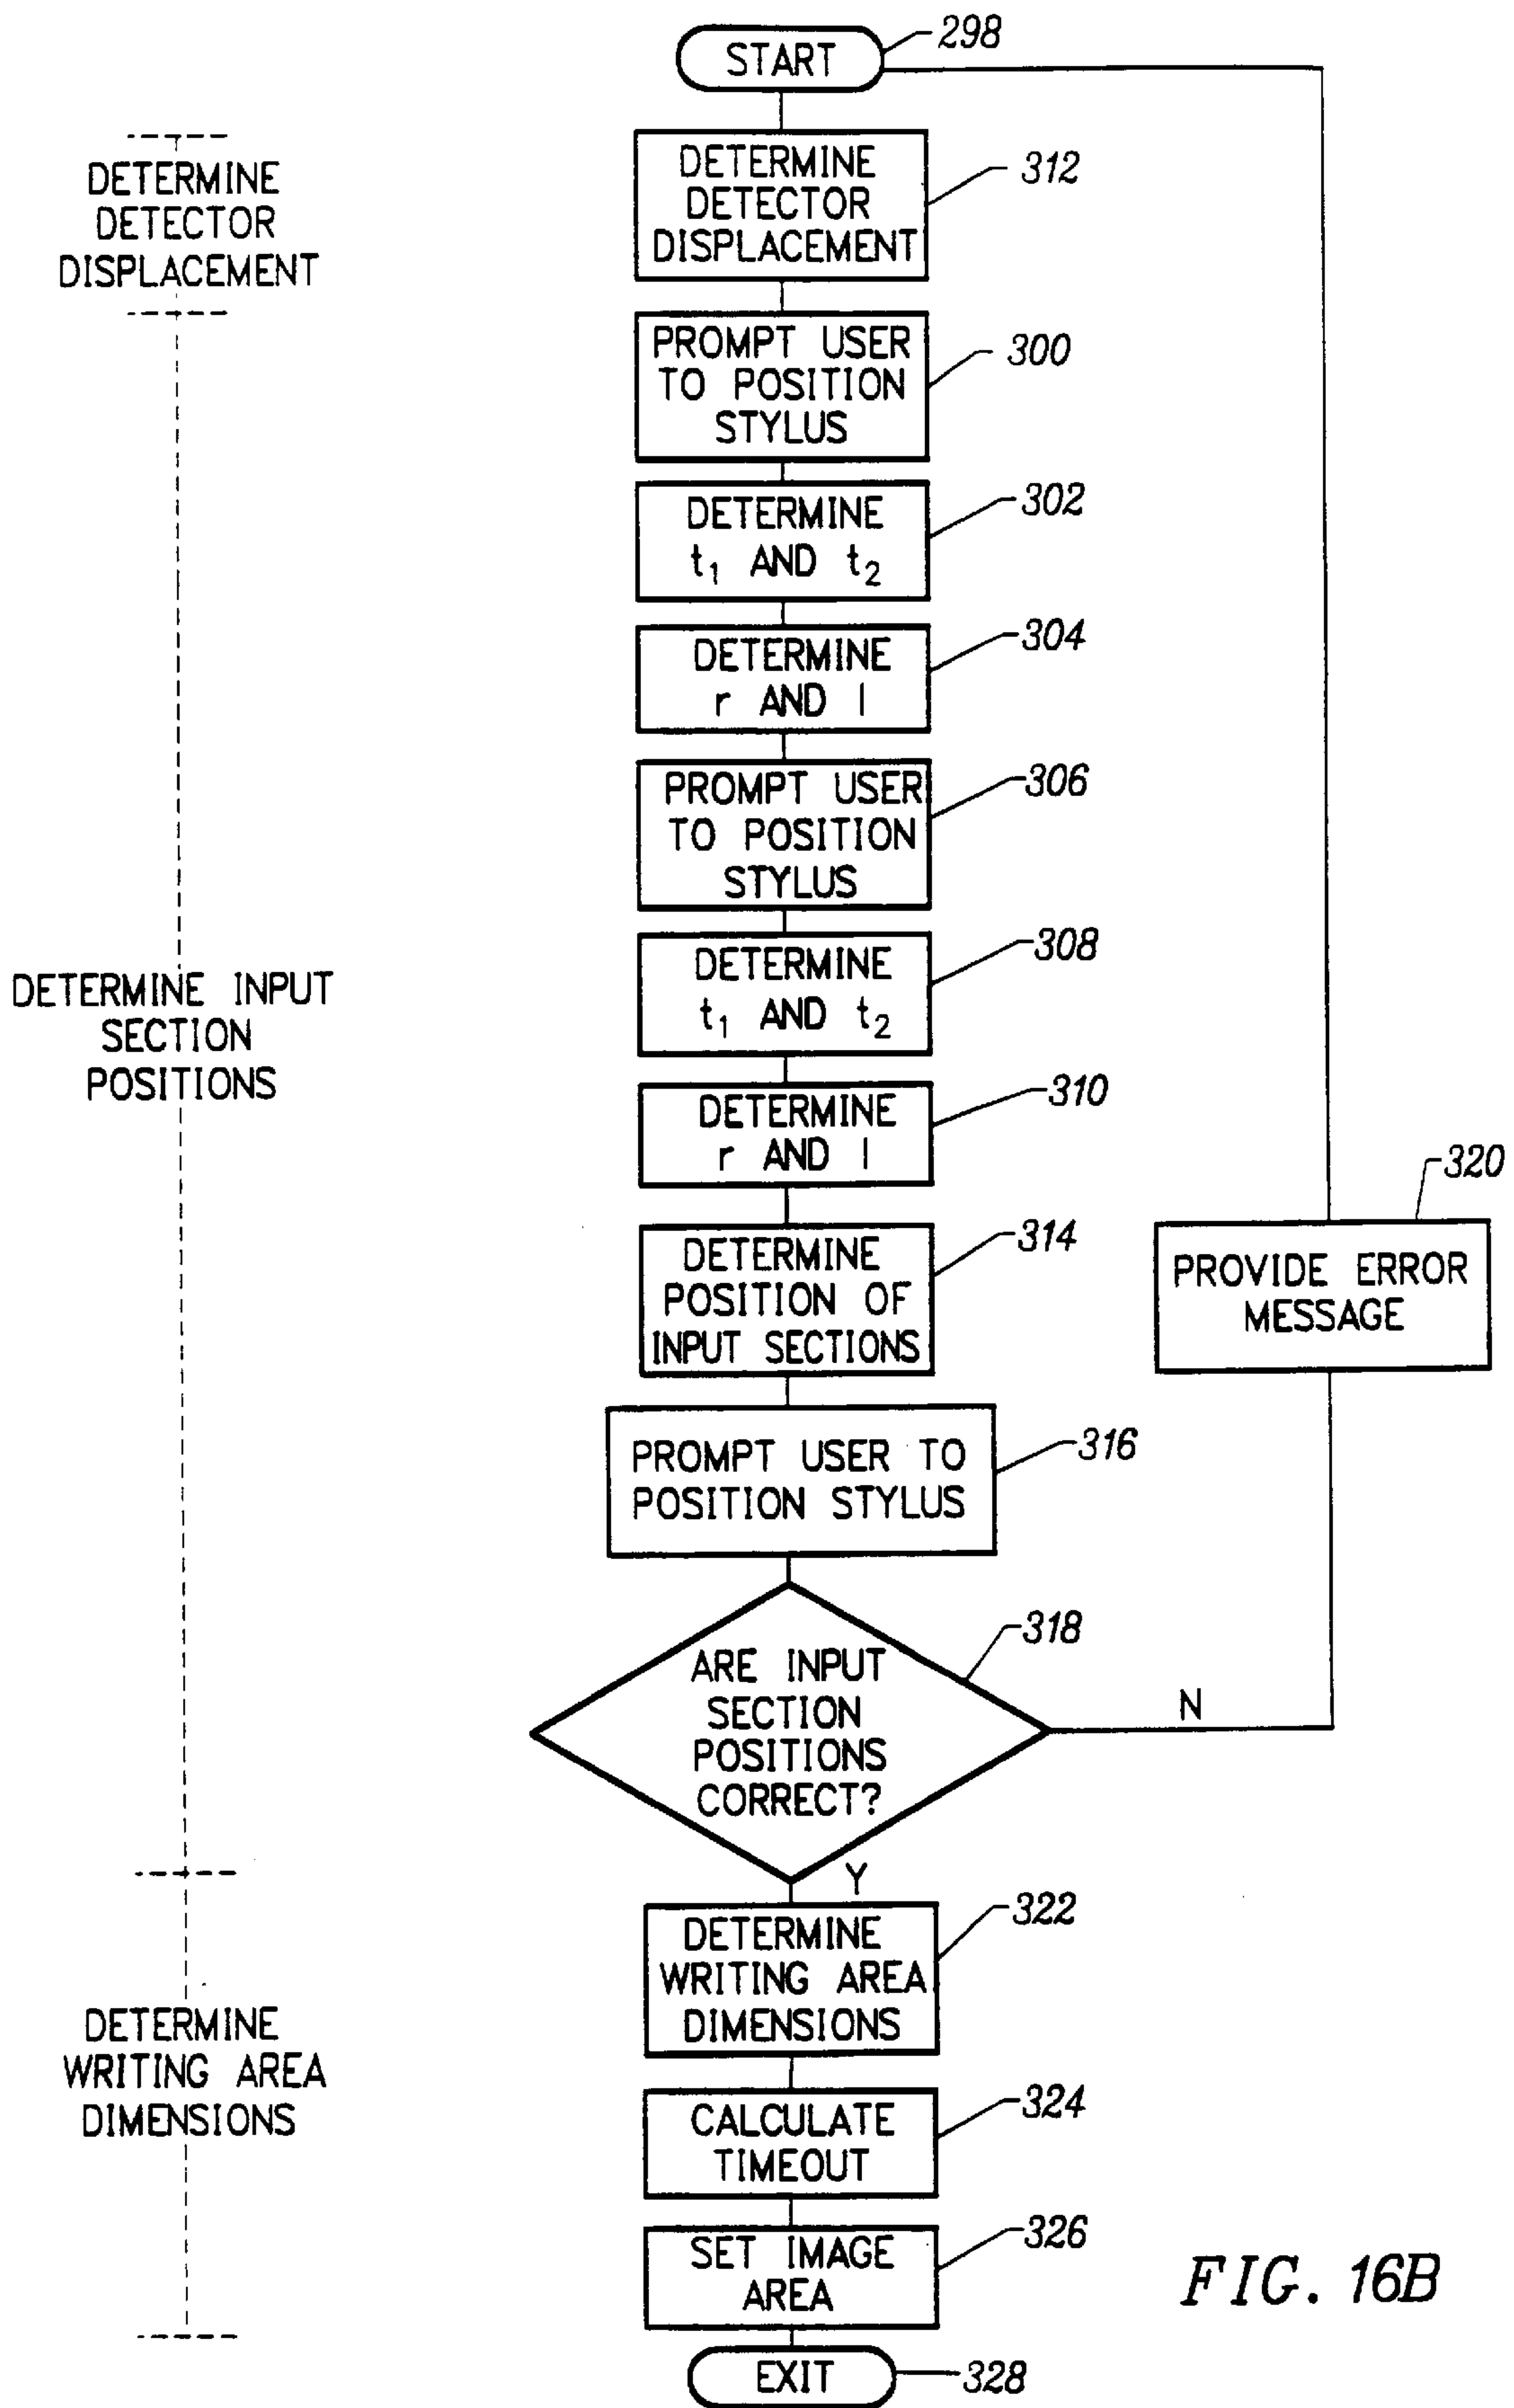 START
298
DETERMINE
DETECTOR
DISPLACEMENT
DETERMINE
DETECTOR
DISPLACEMENT
312
PROMPT USER
TO POSITION
STYLUS
300
DETERMINE
t₁ AND t₂
302
DETERMINE
r AND l
304
PROMPT USER
TO POSITION
STYLUS
306
DETERMINE INPUT
SECTION
POSITIONS
DETERMINE
t₁ AND t₂
308
DETERMINE
r AND l
310
DETERMINE
POSITION OF
INPUT SECTIONS
314
PROVIDE ERROR
MESSAGE
320
PROMPT USER TO
POSITION STYLUS
316
ARE INPUT
SECTION
POSITIONS
CORRECT?
318
N
Y
DETERMINE
WRITING AREA
DIMENSIONS
DETERMINE
WRITING AREA
DIMENSIONS
322
CALCULATE
TIMEOUT
324
SET IMAGE
AREA
326
EXIT
328
FIG. 16B